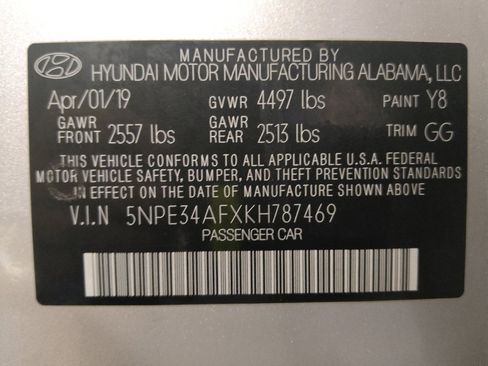 MANUFACTURED BY
HYUNDAI MOTOR MANUFACTURING ALABAMA, LLC
Apr/01/19 GVWR 4497 lbs PAINT Y8
GAWR FRONT 2557 lbs GAWR REAR 2513 lbs TRIM GG
THIS VEHICLE CONFORMS TO ALL APPLICABLE U.S.A. FEDERAL
MOTOR VEHICLE SAFETY, BUMPER, AND THEFT PREVENTION STANDARDS
IN EFFECT ON THE DATE OF MANUFACTURE SHOWN ABOVE.
V.I.N 5NPE34AFXKH787469
PASSENGER CAR